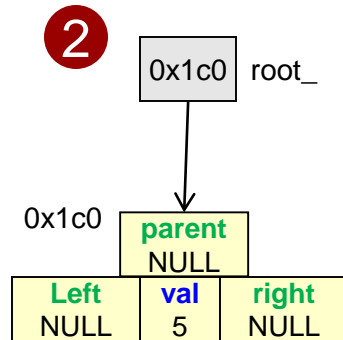 2
0x1c0 root_
0x1c0
parent
NULL
Left val right
NULL 5 NULL